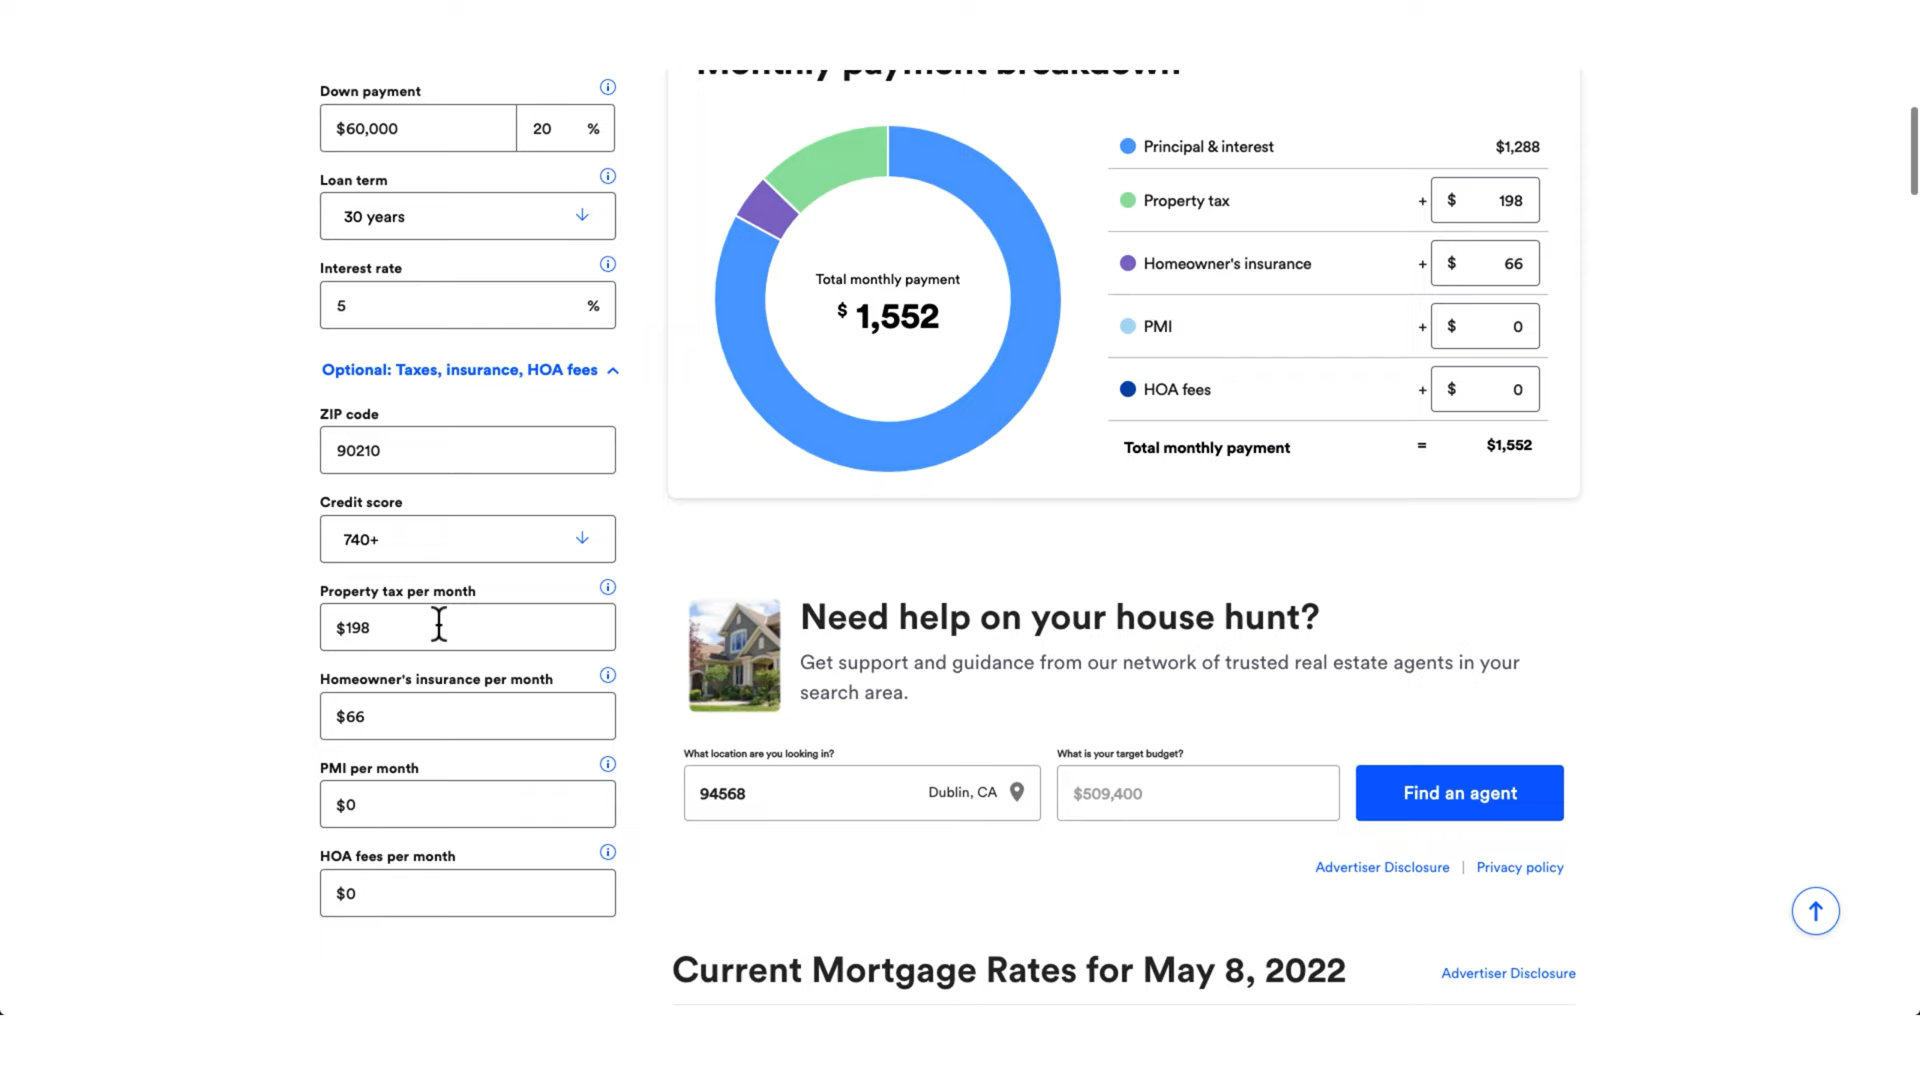 Monthly payment breakdown
Down payment
$60,000 20 %
Loan term
30 years
Interest rate
5 %
Optional: Taxes, insurance, HOA fees
ZIP code
90210
Credit score
740+
Property tax per month
$198
Homeowner's insurance per month
$66
PMI per month
$0
HOA fees per month
$0
Total monthly payment
$ 1,552
Principal & interest $1,288
Property tax + $ 198
Homeowner's insurance + $ 66
PMI + $ 0
HOA fees + $ 0
Total monthly payment = $1,552
Need help on your house hunt?
Get support and guidance from our network of trusted real estate agents in your
search area.
What location are you looking in?
94568 Dublin, CA
What is your target budget?
$509,400
Find an agent
Advertiser Disclosure | Privacy policy
Current Mortgage Rates for May 8, 2022
Advertiser Disclosure